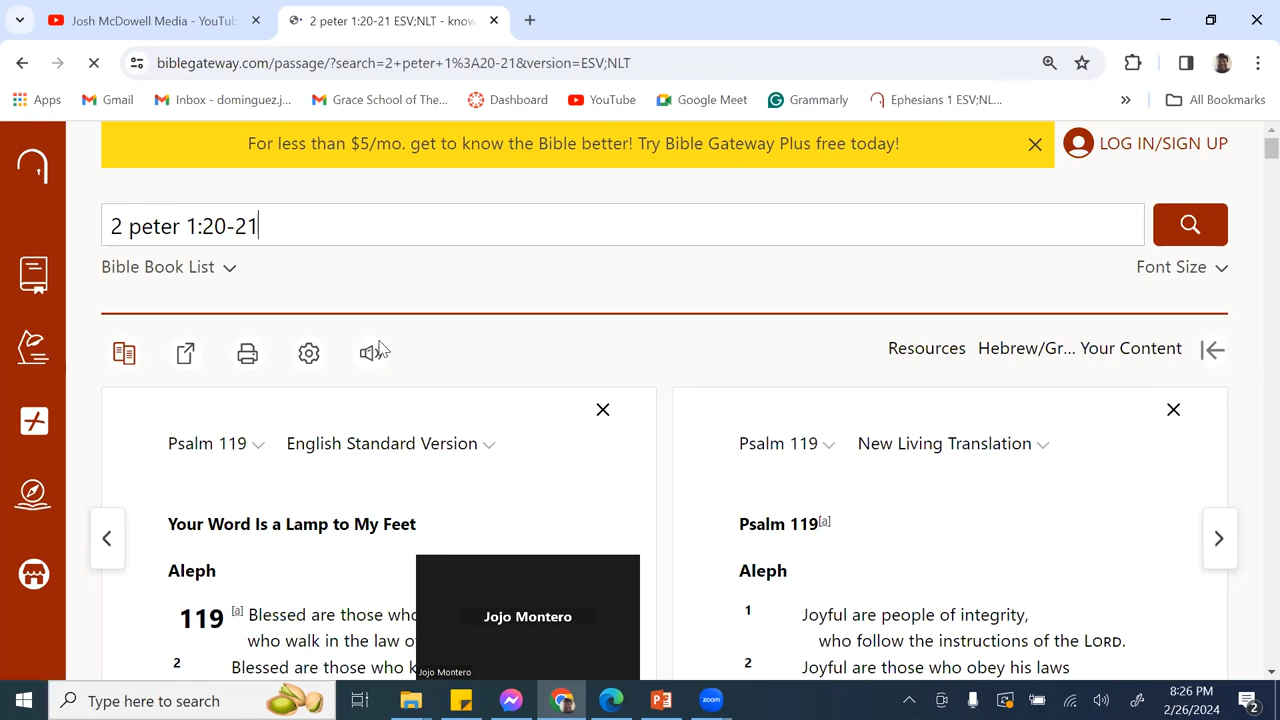 Josh McDowell Media - YouTub
2 peter 1:20-21 ESV;NLT - know
biblegateway.com/passage/?search=2+peter+1%3A20-21&version=ESV;NLT
Apps
Gmail
Inbox - dominguez.j...
Grace School of The...
Dashboard
YouTube
Google Meet
Grammarly
Ephesians 1 ESV;NL...
»
All Bookmarks
For less than $5/mo. get to know the Bible better! Try Bible Gateway Plus free today!
LOG IN/SIGN UP
2 peter 1:20-21
Bible Book List
Font Size
Resources
Hebrew/Gr...
Your Content
Psalm 119
English Standard Version
Your Word Is a Lamp to My Feet
Aleph
119 [a] Blessed are those who
who walk in the law o
2 Blessed are those who k
Psalm 119
New Living Translation
Psalm 119[a]
Aleph
1 Joyful are people of integrity,
who follow the instructions of the LORD.
2 Joyful are those who obey his laws
Jojo Montero
Jojo Montero
Type here to search
zoom
8:26 PM
2/26/2024
2